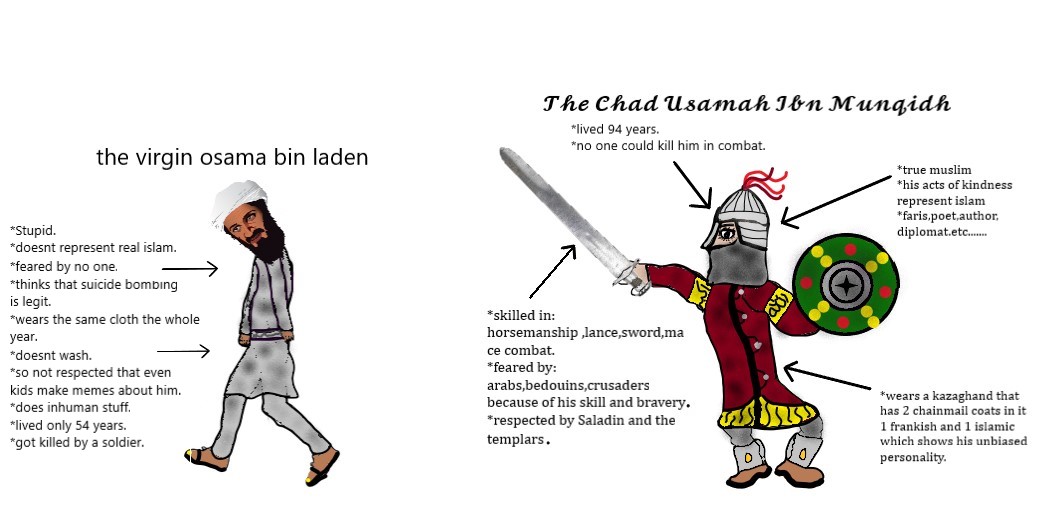 The Chad Usamah Ibn Munqidh
*lived 94 years.
*no one could kill him in combat.
the virgin osama bin laden
*true muslim
*his acts of kindness
represent islam
*faris,poet,author,
diplomat.etc.......
*Stupid.
*doesnt represent real islam.
*feared by no one.
*thinks that suicide bombing
is legit.
*wears the same cloth the whole
year.
*doesnt wash.
*so not respected that even
kids make memes about him.
*does inhuman stuff.
*lived only 54 years.
*got killed by a soldier.
*skilled in:
horsemanship ,lance,sword,ma
ce combat.
*feared by:
arabs,bedouins,crusaders
because of his skill and bravery.
*respected by Saladin and the
templars.
*wears a kazaghand that
has 2 chainmail coats in it
1 frankish and 1 islamic
which shows his unbiased
personality.